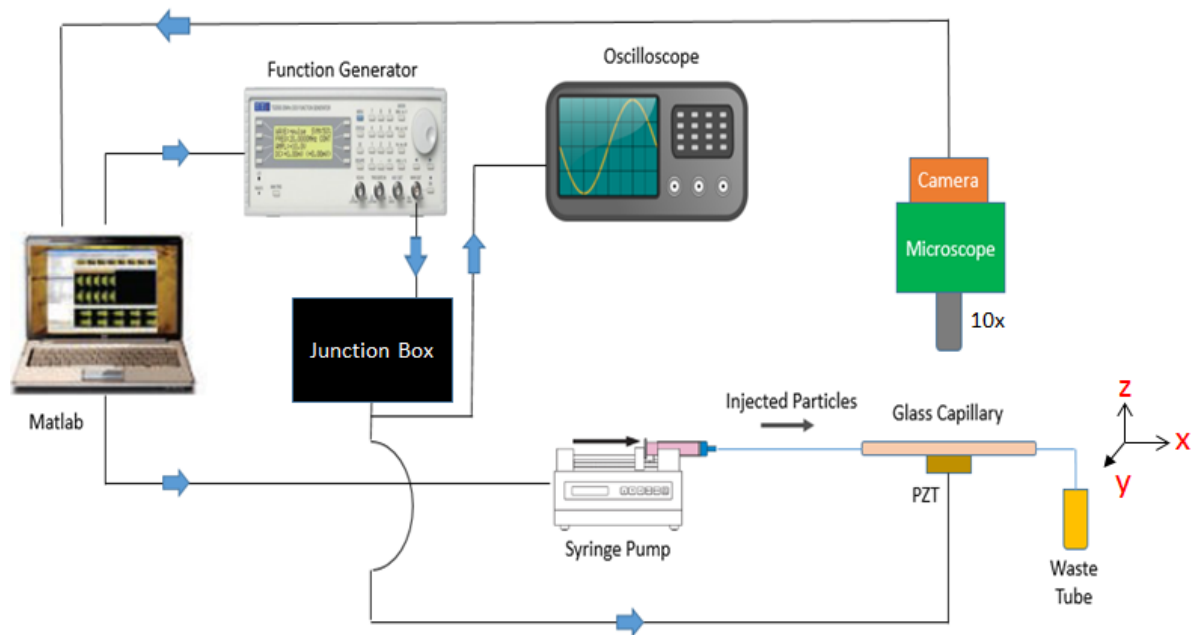 Function Generator
Oscilloscope
Camera
Microscope
10x
Junction Box
Matlab
Injected Particles
Glass Capillary
z
x
y
PZT
Syringe Pump
Waste
Tube